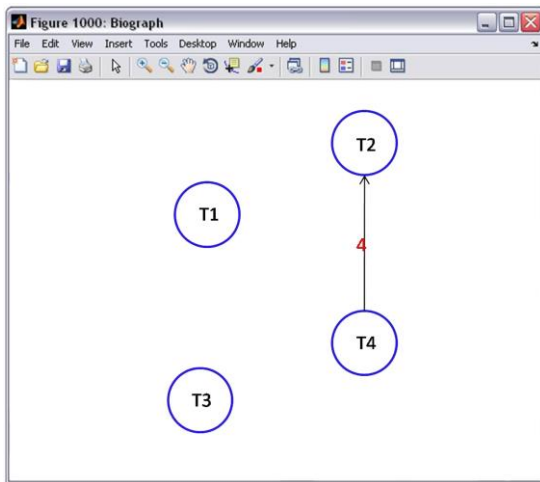 Figure 1000: Biograph
File Edit View Insert Tools Desktop Window Help
T2
T1
4
T4
T3